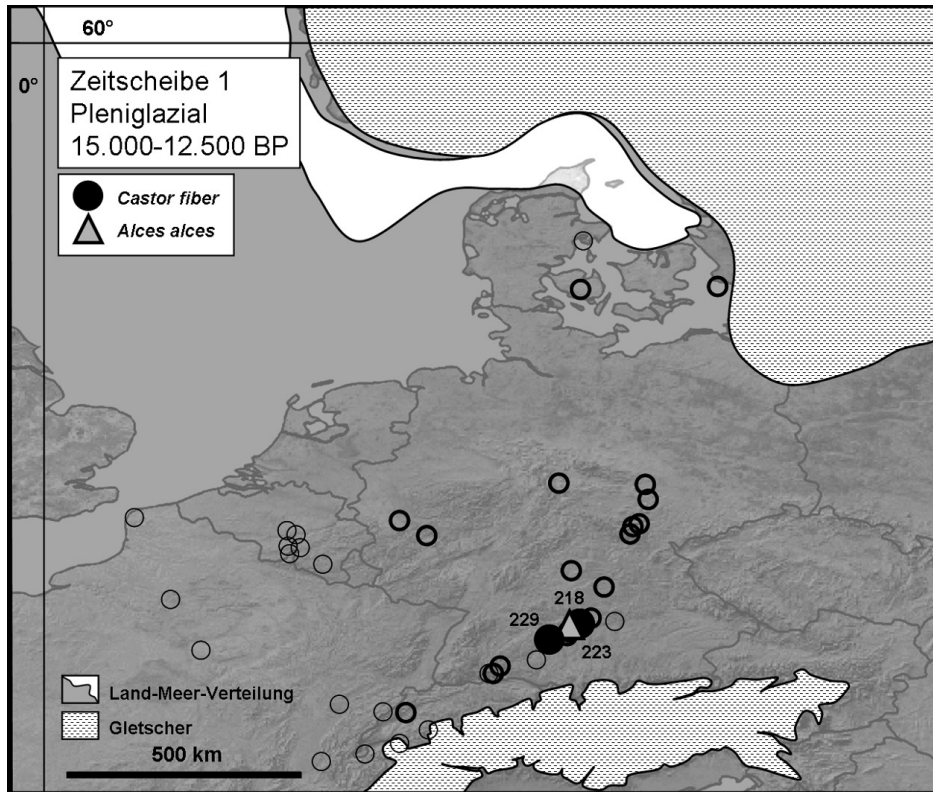 60°
0°
Zeitscheibe 1
Pleniglazial
15.000-12.500 BP
Castor fiber
Alces alces
218
229
223
Land-Meer-Verteilung
Gletscher
500 km